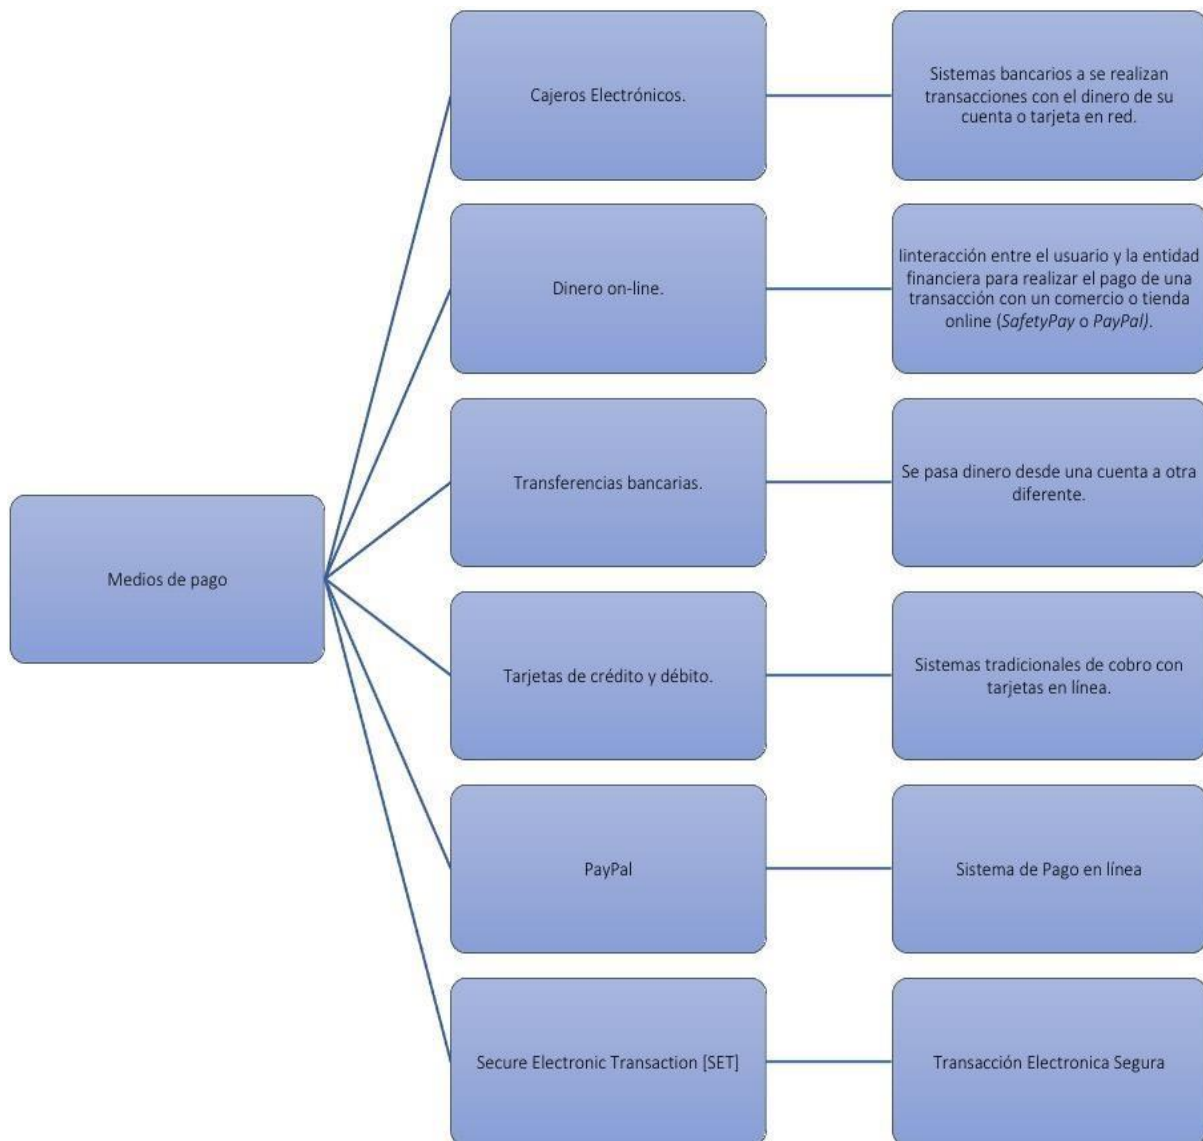 Cajeros Electrónicos.
Sistemas bancarios a se realizan
transacciones con el dinero de su
cuenta o tarjeta en red.
Dinero on-line.
Iinteracción entre el usuario y la entidad
financiera para realizar el pago de una
transacción con un comercio o tienda
online (SafetyPay o PayPal).
Transferencias bancarias.
Se pasa dinero desde una cuenta a otra
diferente.
Medios de pago
Tarjetas de crédito y débito.
Sistemas tradicionales de cobro con
tarjetas en línea.
PayPal
Sistema de Pago en línea
Secure Electronic Transaction [SET]
Transacción Electronica Segura